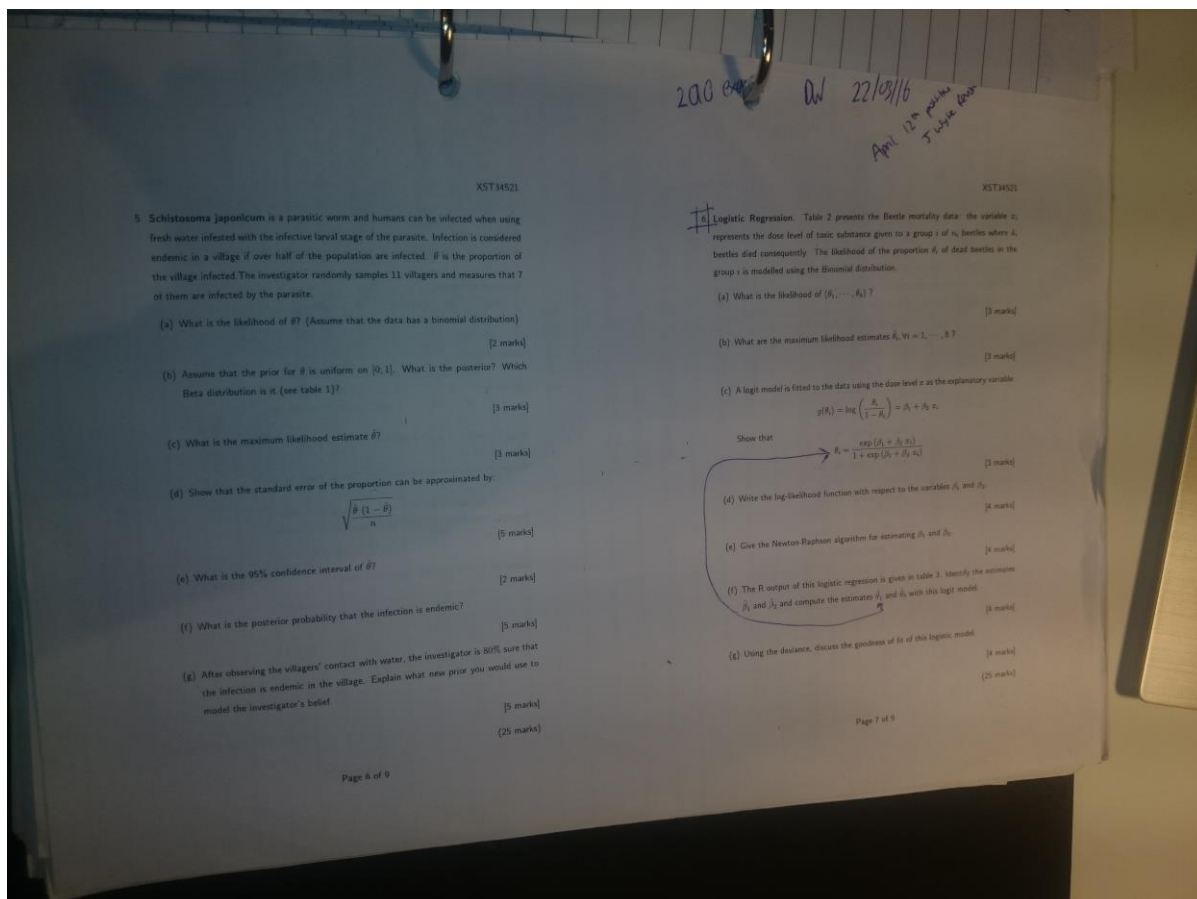 DW 22/03/16
April 12th
XST34521
5. Schistosoma japonicum is a parasitic worm and humans can be infected when using
fresh water infested with the infective larval stage of the parasite. Infection is considered
endemic in a village if over half of the population are infected. θ is the proportion of
the village infected.The investigator randomly samples 11 villagers and measures that 7
of them are infected by the parasite.
(a) What is the likelihood of θ? (Assume that the data has a binomial distribution)
[2 marks]
(b) Assume that the prior for θ is uniform on [0; 1]. What is the posterior? Which
Beta distribution is it (see table 1)?
[3 marks]
(c) What is the maximum likelihood estimate θ̂?
[3 marks]
(d) Show that the standard error of the proportion can be approximated by:
√(θ̂ (1 − θ̂) / n)
[5 marks]
(e) What is the 95% confidence interval of θ̂?
[2 marks]
(f) What is the posterior probability that the infection is endemic?
[5 marks]
(g) After observing the villagers' contact with water, the investigator is 80% sure that
the infection is endemic in the village. Explain what new prior you would use to
model the investigator's belief.
[5 marks]
(25 marks)
Page 6 of 9
XST34521
6. Logistic Regression. Table 2 presents the Beetle mortality data: the variable xᵢ
represents the dose level of toxic substance given to a group i of nᵢ beetles where kᵢ
beetles died consequently. The likelihood of the proportion θᵢ of dead beetles in the
group i is modelled using the Binomial distribution.
(a) What is the likelihood of (θ₁, ⋯ , θ₈) ?
[3 marks]
(b) What are the maximum likelihood estimates θ̂ᵢ, ∀i = 1, ⋯ , 8 ?
[3 marks]
(c) A logit model is fitted to the data using the dose level x as the explanatory variable
g(θᵢ) = log (θᵢ / (1 − θᵢ)) = β₁ + β₂ xᵢ
Show that
θᵢ = exp (β₁ + β₂ xᵢ) / (1 + exp (β₁ + β₂ xᵢ))
[3 marks]
(d) Write the log-likelihood function with respect to the variables β₁ and β₂.
[4 marks]
(e) Give the Newton-Raphson algorithm for estimating β₁ and β₂.
[4 marks]
(f) The R output of this logistic regression is given in table 3. Identify the estimates
β̂₁ and β̂₂ and compute the estimates θ̂₁ and θ̂₂ with this logit model.
[4 marks]
(g) Using the deviance, discuss the goodness of fit of this logistic model.
[4 marks]
(25 marks)
Page 7 of 9